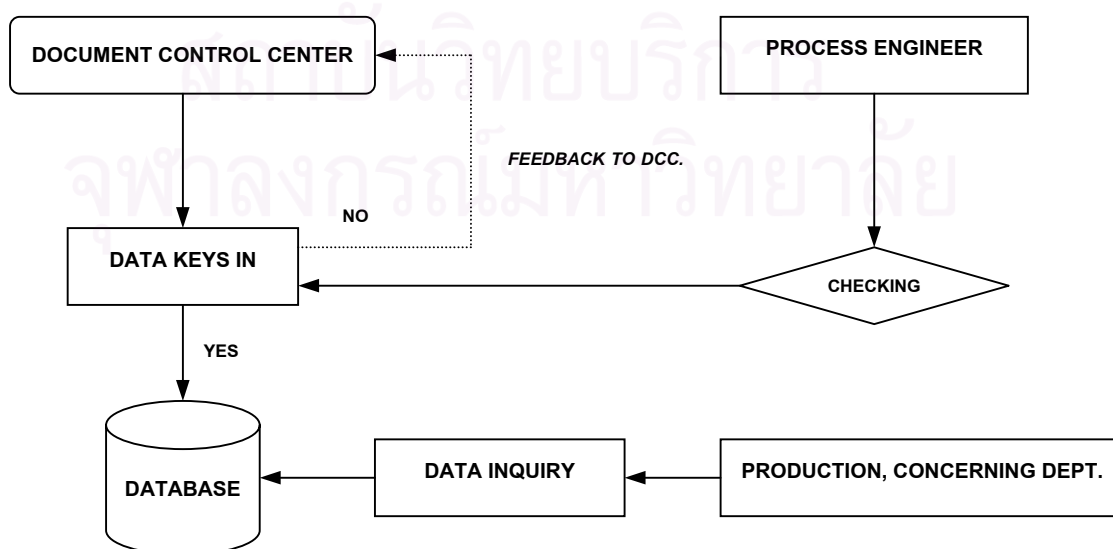 DOCUMENT CONTROL CENTER
PROCESS ENGINEER
สถาบันวิทยบริการ
FEEDBACK TO DCC.
จุฬาลงกรณ์มหาวิทยาลัย
NO
DATA KEYS IN
CHECKING
YES
DATABASE
DATA INQUIRY
PRODUCTION, CONCERNING DEPT.